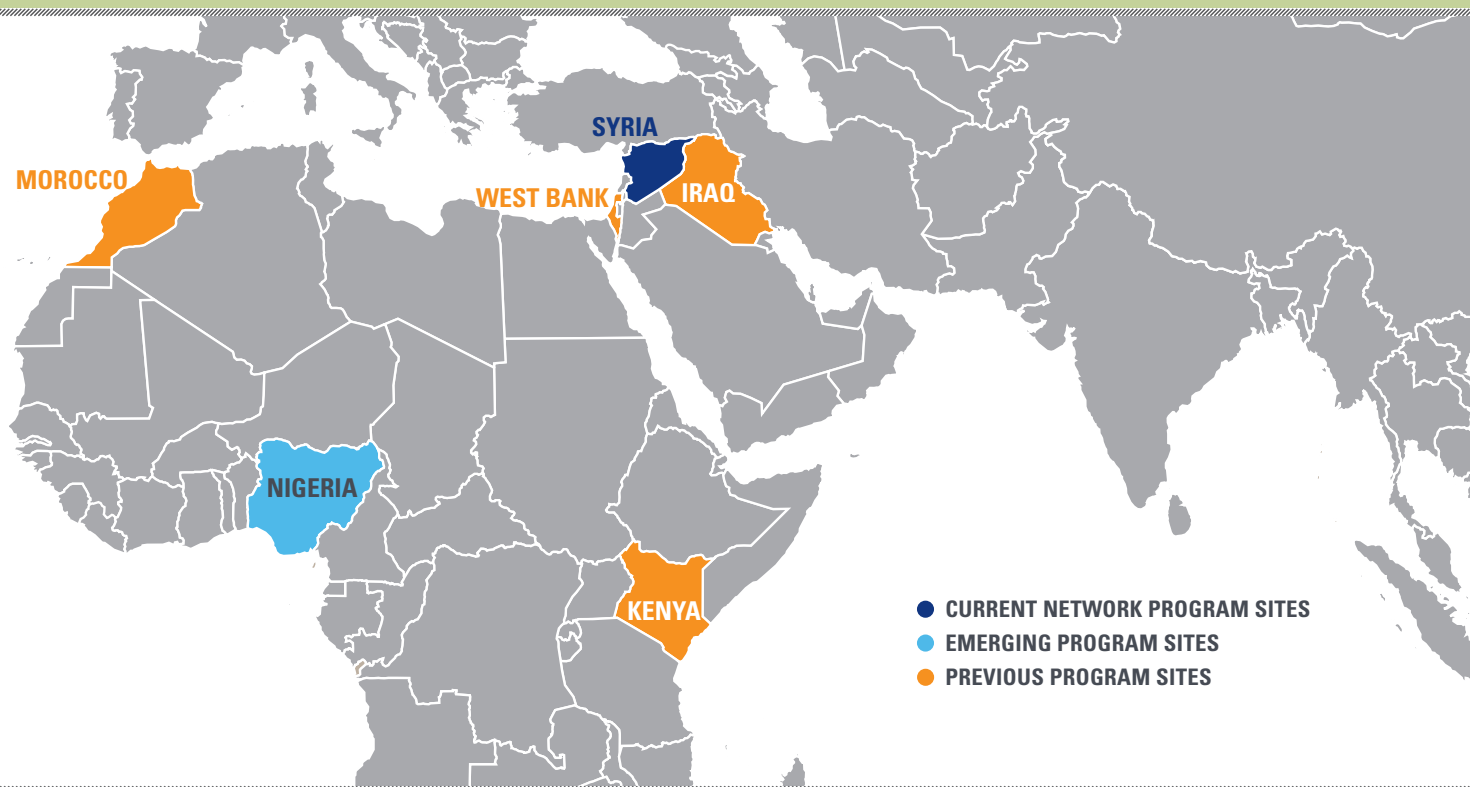 SYRIA
MOROCCO
WEST BANK
IRAQ
NIGERIA
KENYA
CURRENT NETWORK PROGRAM SITES
EMERGING PROGRAM SITES
PREVIOUS PROGRAM SITES